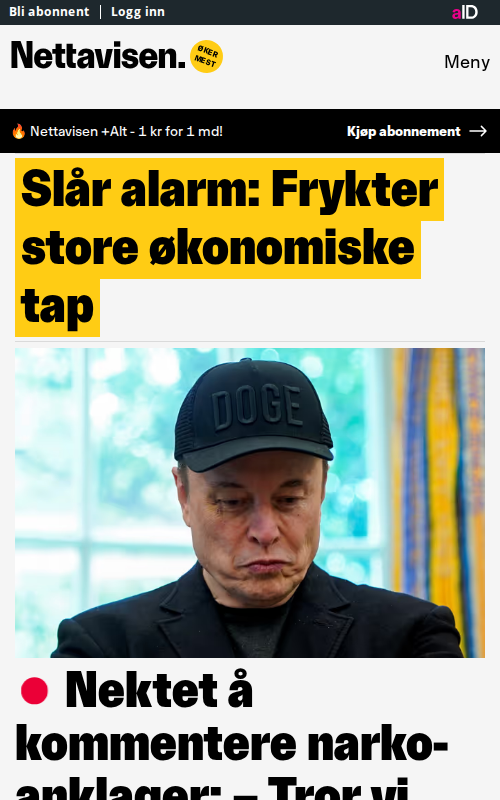 Bli abonnent | Logg inn
aID
Nettavisen.
ØKER
MEST
Meny
🔥 Nettavisen +Alt - 1 kr for 1 md!
Kjøp abonnement →
Slår alarm: Frykter
store økonomiske
tap
DOGE
Nektet å
kommentere narko-
anklager: – Tror vi